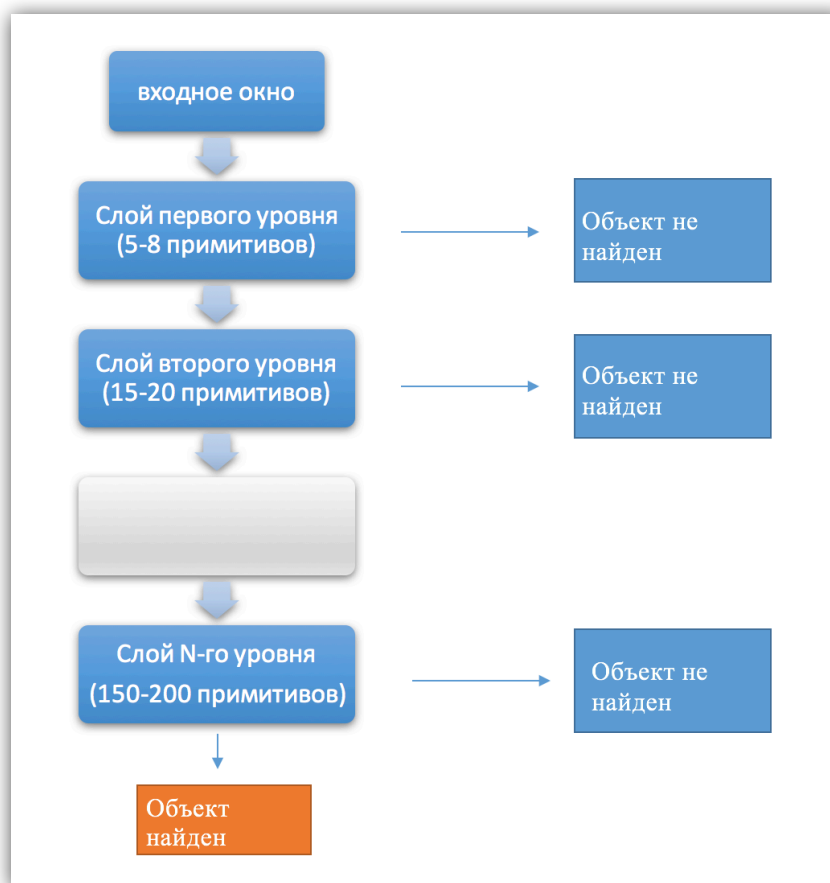 входное окно
Слой первого уровня
(5-8 примитивов)
Объект не
найден
Слой второго уровня
(15-20 примитивов)
Объект не
найден
Слой N-го уровня
(150-200 примитивов)
Объект не
найден
Объект
найден